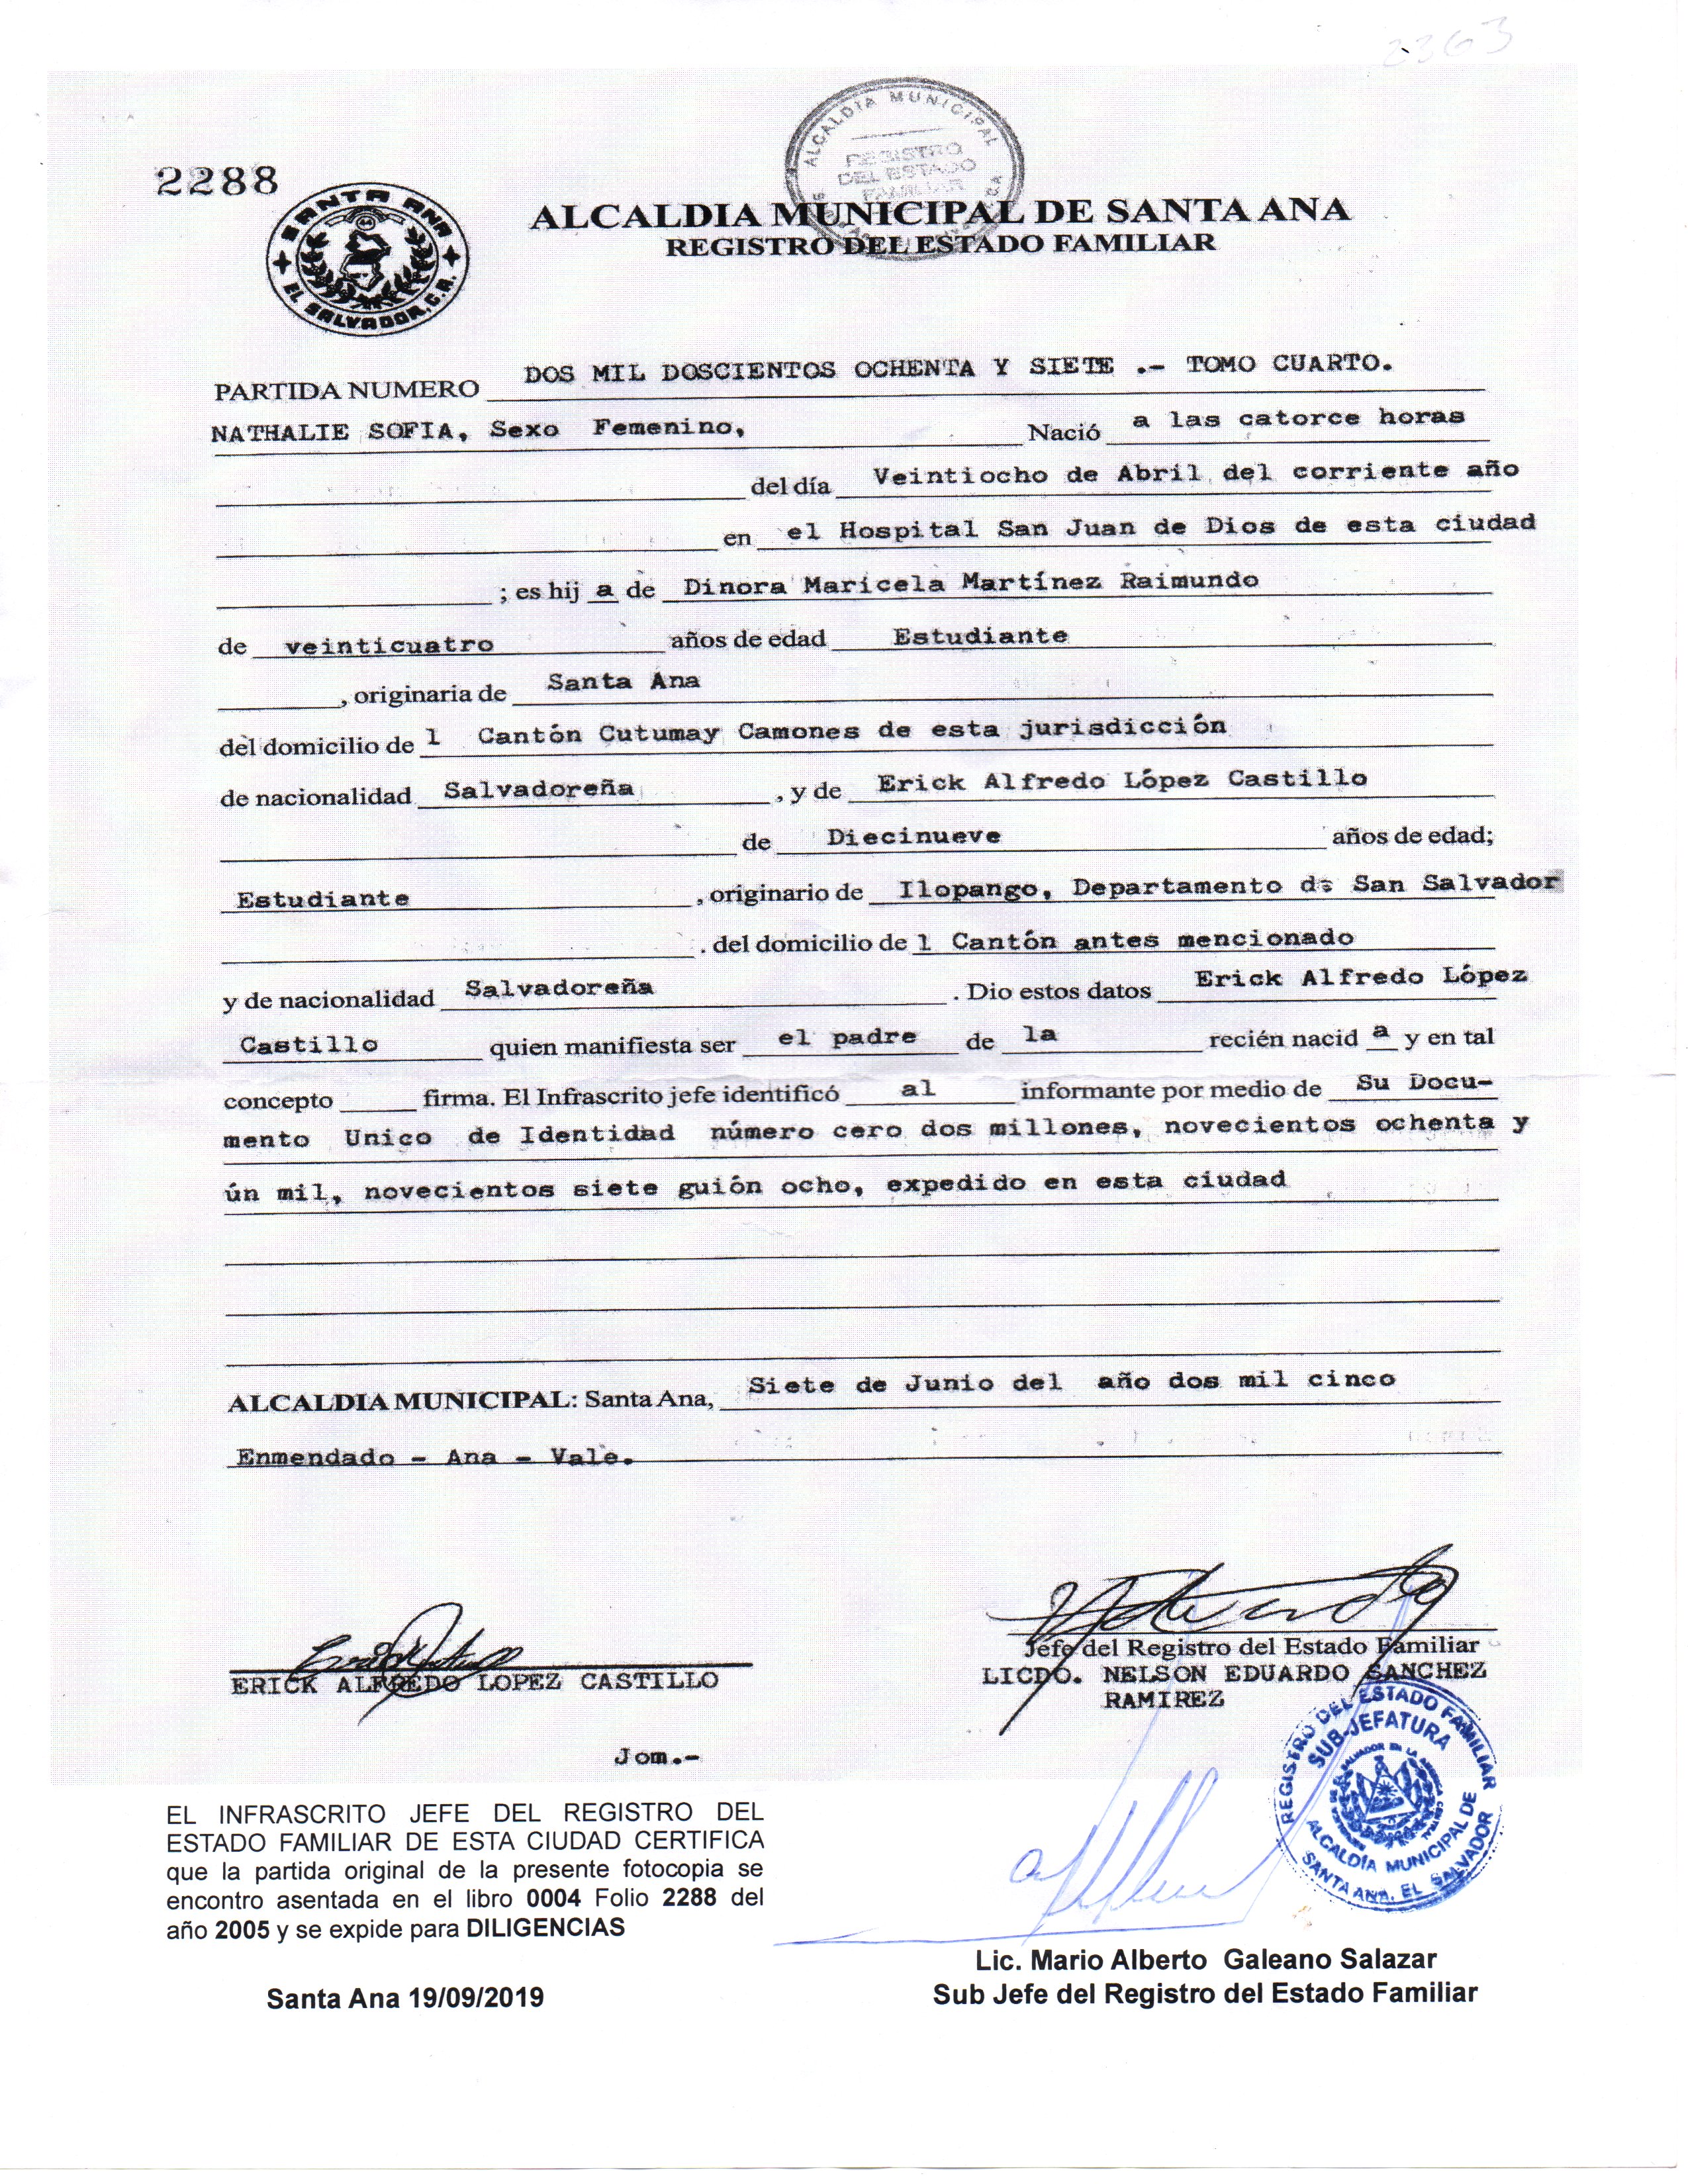 2363
ALCALDIA MUNICIPAL
REGISTRO
DEL ESTADO
FAMILIAR
2288
SANTA ANA
EL SALVADOR, C.A.
ALCALDIA MUNICIPAL DE SANTA ANA
REGISTRO DEL ESTADO FAMILIAR
PARTIDA NUMERO DOS MIL DOSCIENTOS OCHENTA Y SIETE .- TOMO CUARTO.
NATHALIE SOFIA, Sexo Femenino, Nació a las catorce horas
del día Veintiocho de Abril del corriente año
en el Hospital San Juan de Dios de esta ciudad
; es hij a de Dinora Maricela Martínez Raimundo
de veinticuatro años de edad Estudiante
, originaria de Santa Ana
del domicilio de l Cantón Cutumay Camones de esta jurisdicción
de nacionalidad Salvadoreña , y de Erick Alfredo López Castillo
de Diecinueve años de edad;
Estudiante , originario de Ilopango, Departamento de San Salvador
. del domicilio de l Cantón antes mencionado
y de nacionalidad Salvadoreña . Dio estos datos Erick Alfredo López
Castillo quien manifiesta ser el padre de la recién nacid a y en tal
concepto firma. El Infrascrito jefe identificó al informante por medio de Su Docu-
mento Unico de Identidad número cero dos millones, novecientos ochenta y
ún mil, novecientos siete guión ocho, expedido en esta ciudad
ALCALDIA MUNICIPAL: Santa Ana, Siete de Junio del año dos mil cinco
Enmendado - Ana - Vale.
ERICK ALFREDO LOPEZ CASTILLO
Jefe del Registro del Estado Familiar
LICDO. NELSON EDUARDO SANCHEZ
RAMIREZ
Jom.-
REGISTRO DEL ESTADO FAMILIAR
SUB-JEFATURA
ALCALDÍA MUNICIPAL DE
SANTA ANA, EL SALVADOR
EL INFRASCRITO JEFE DEL REGISTRO DEL
ESTADO FAMILIAR DE ESTA CIUDAD CERTIFICA
que la partida original de la presente fotocopia se
encontro asentada en el libro 0004 Folio 2288 del
año 2005 y se expide para DILIGENCIAS
Santa Ana 19/09/2019
Lic. Mario Alberto Galeano Salazar
Sub Jefe del Registro del Estado Familiar